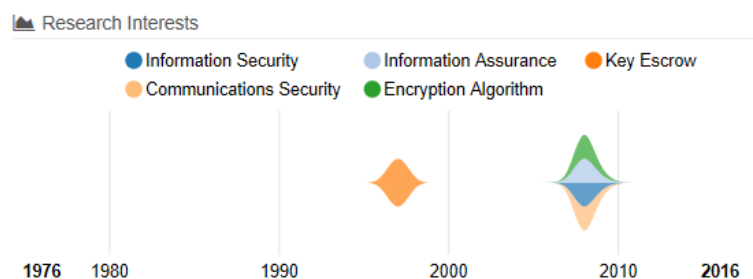 Research Interests
Information Security Information Assurance Key Escrow
Communications Security Encryption Algorithm
1976 1980 1990 2000 2010 2016